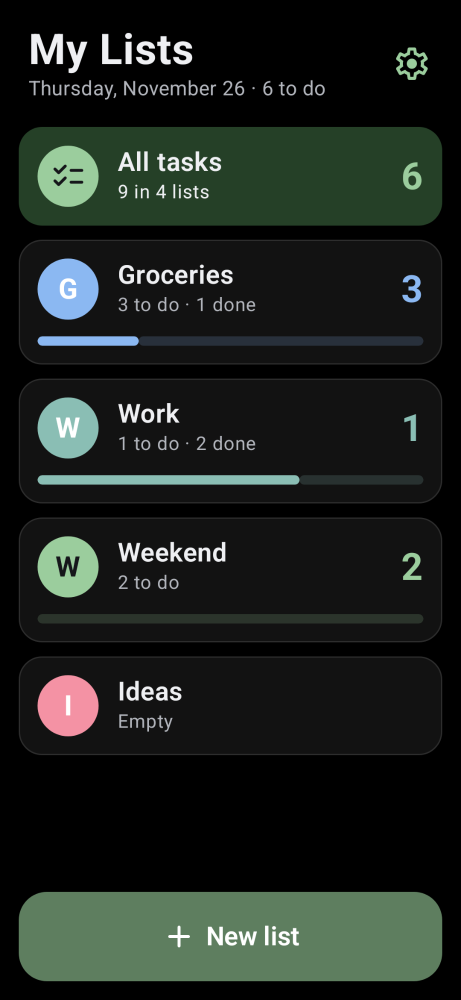 My Lists
Thursday, November 26 · 6 to do
All tasks
9 in 4 lists
6
G
Groceries
3 to do · 1 done
3
W
Work
1 to do · 2 done
1
W
Weekend
2 to do
2
I
Ideas
Empty
New list